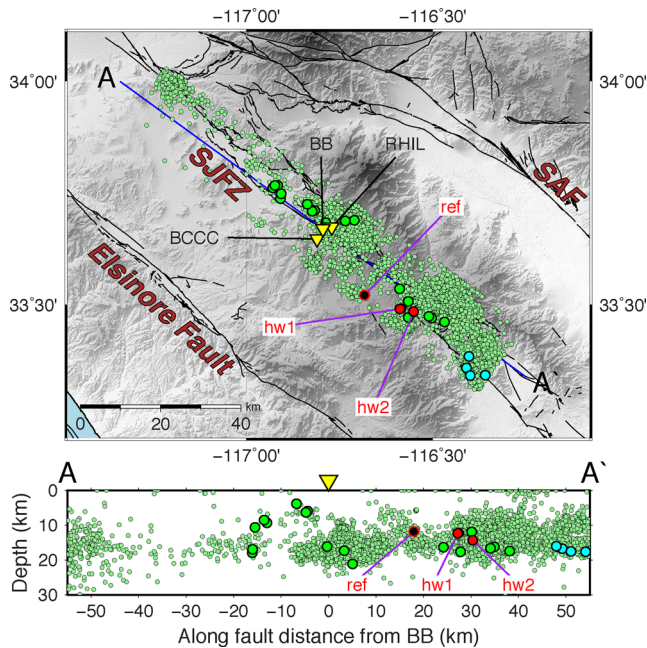 −117°00'
−116°30'
34°00'
34°00'
A
BB
RHIL
SJFZ
SAF
ref
BCCC
33°30'
33°30'
Elsinore Fault
hw1
hw2
A`
0 20 40
km
−117°00'
−116°30'
A
A`
0
10
20
30
Depth (km)
ref
hw1
hw2
−50 −40 −30 −20 −10 0 10 20 30 40 50
Along fault distance from BB (km)